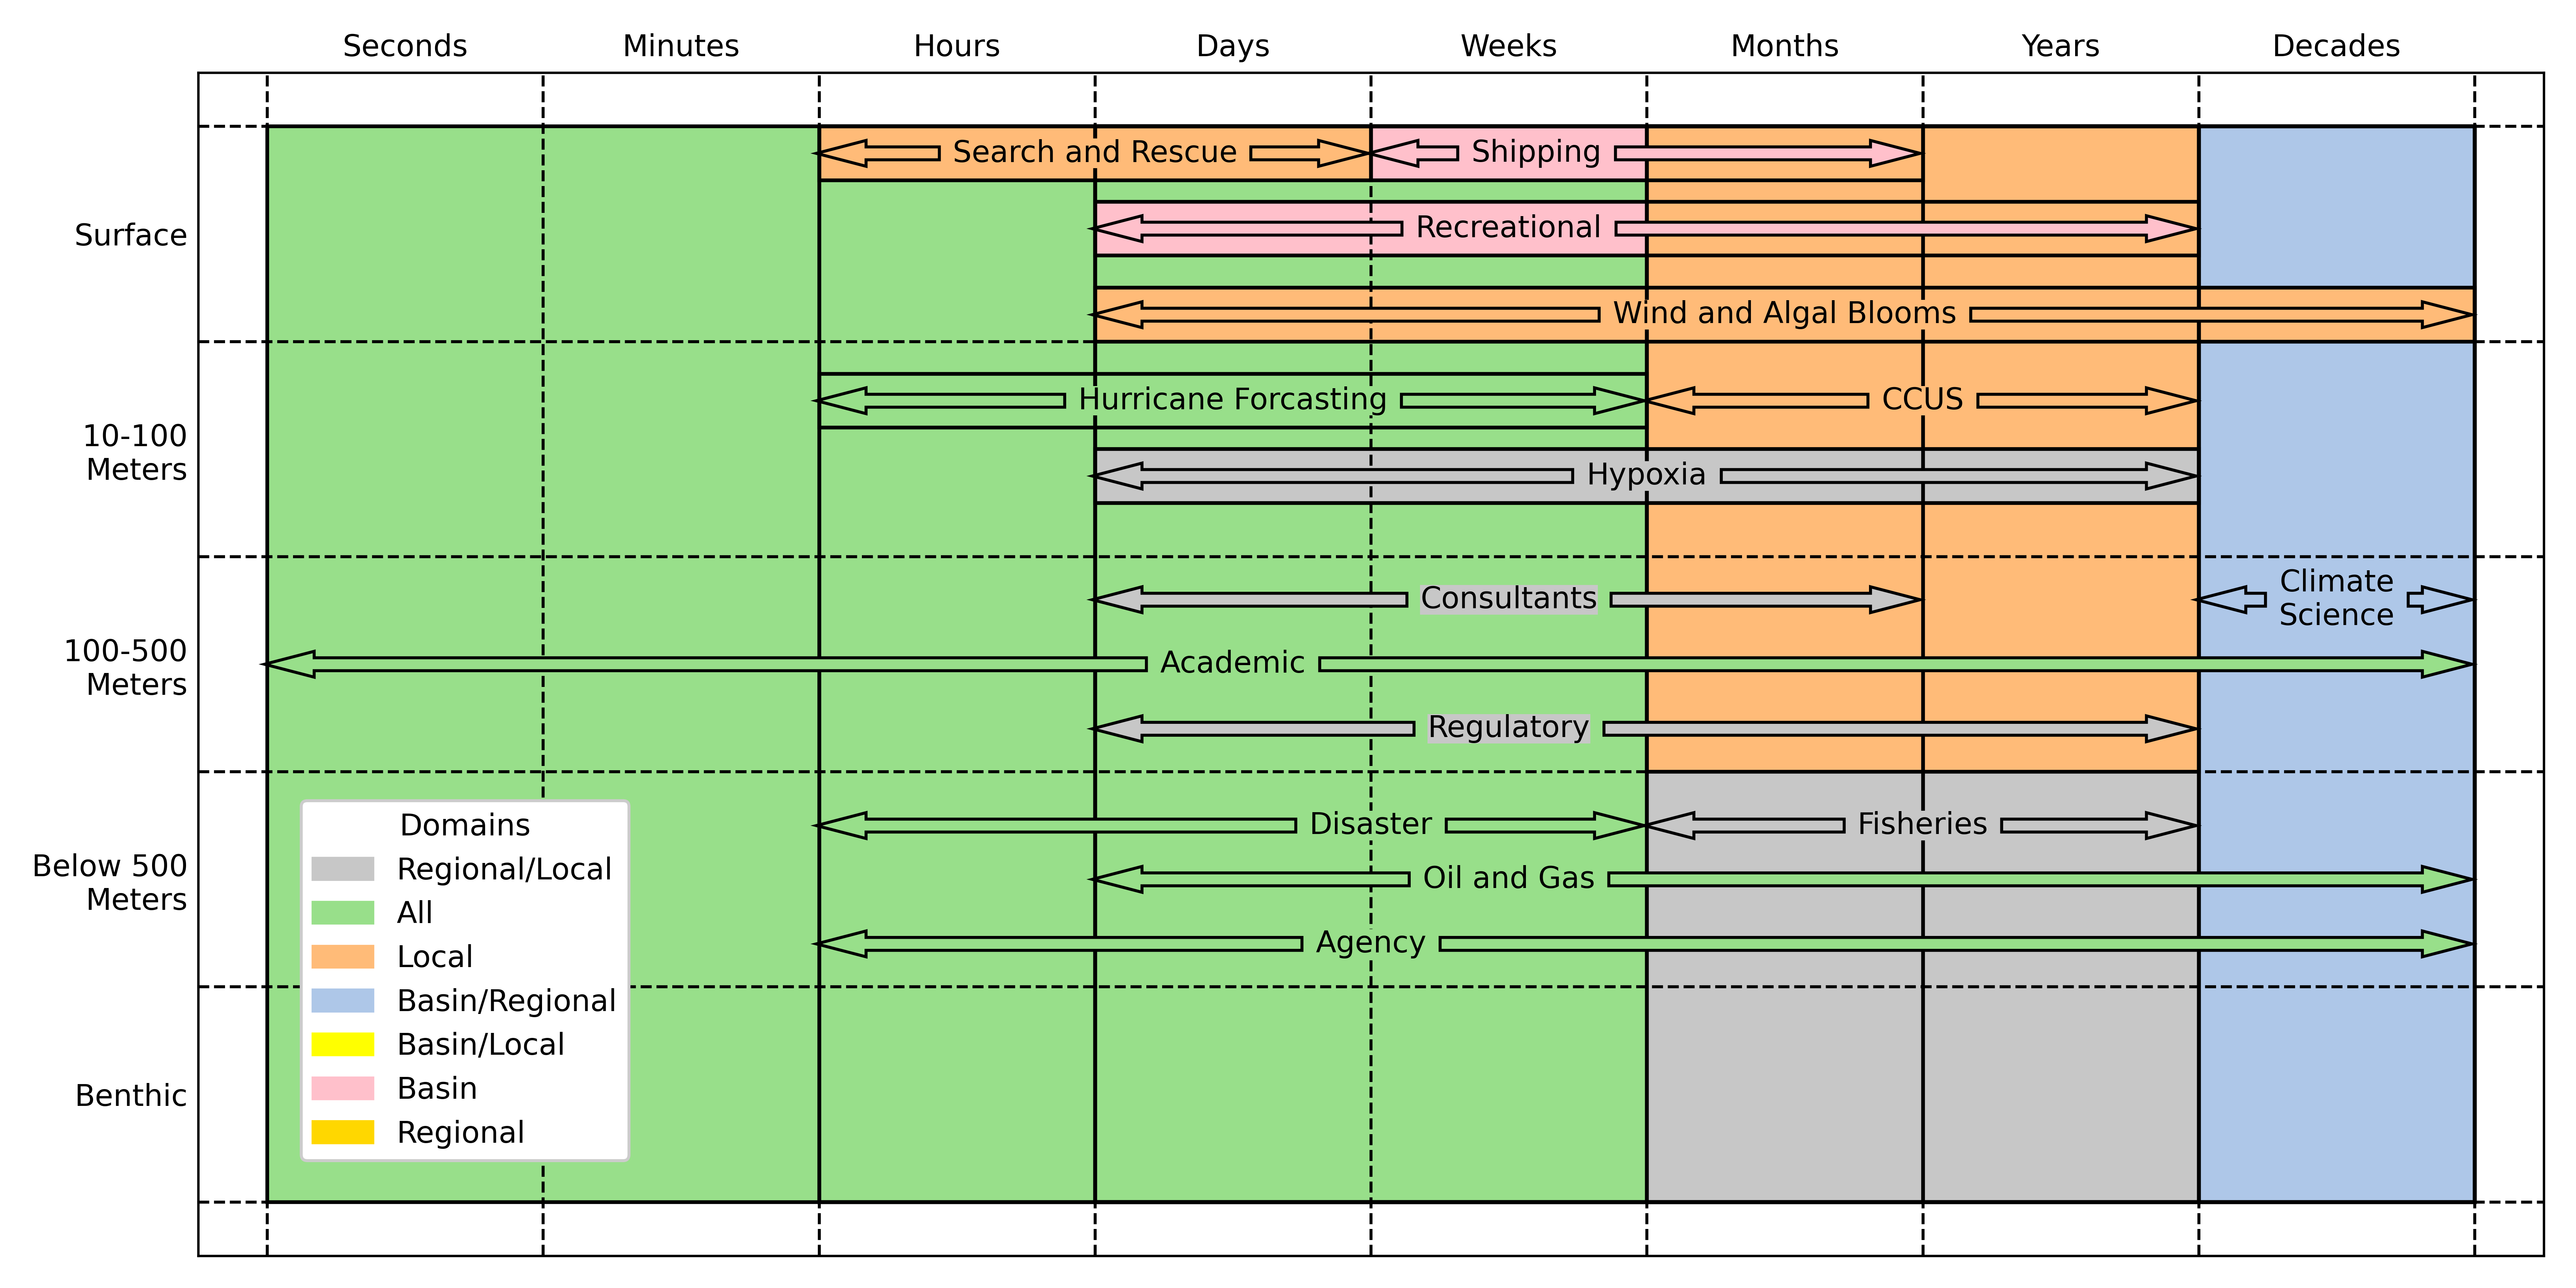 Seconds Minutes Hours Days Weeks Months Years Decades
Surface
10-100
Meters
100-500
Meters
Below 500
Meters
Benthic
Search and Rescue
Shipping
Recreational
Wind and Algal Blooms
Hurricane Forcasting
CCUS
Hypoxia
Consultants
Climate
Science
Academic
Regulatory
Disaster
Fisheries
Oil and Gas
Agency
Domains
Regional/Local
All
Local
Basin/Regional
Basin/Local
Basin
Regional